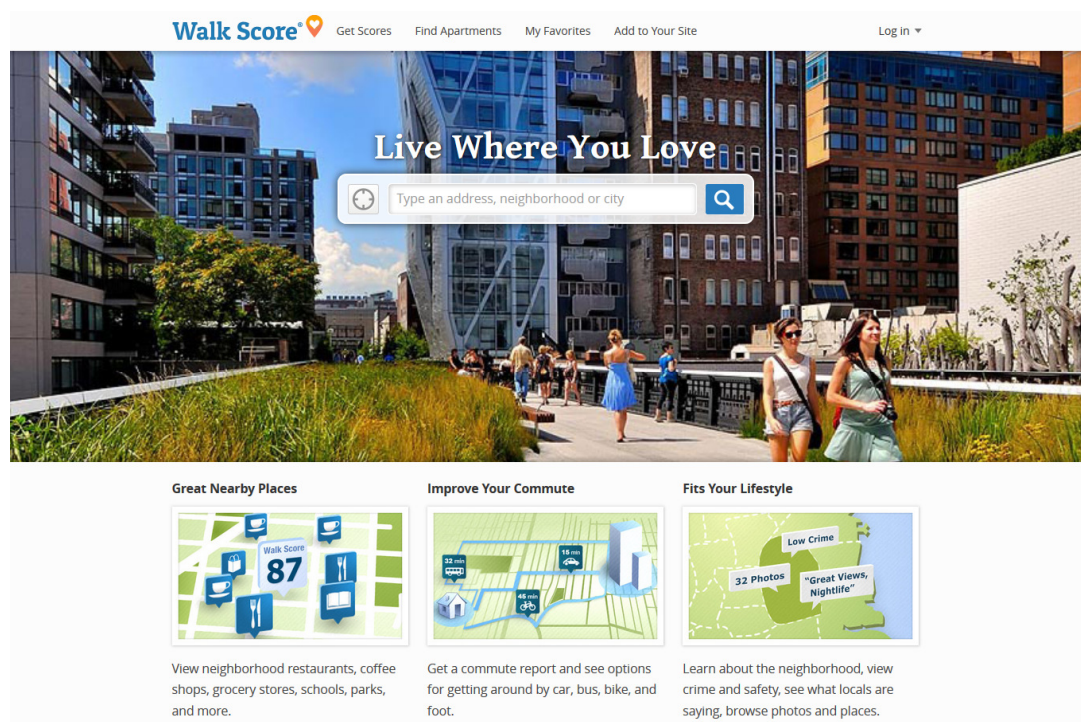 Walk Score®
Get Scores
Find Apartments
My Favorites
Add to Your Site
Log in
Live Where You Love
Type an address, neighborhood or city
Great Nearby Places
Improve Your Commute
Fits Your Lifestyle
Walk Score
87
32 min
15 min
45 min
Low Crime
32 Photos
“Great Views,
Nightlife”
View neighborhood restaurants, coffee
shops, grocery stores, schools, parks,
and more.
Get a commute report and see options
for getting around by car, bus, bike, and
foot.
Learn about the neighborhood, view
crime and safety, see what locals are
saying, browse photos and places.